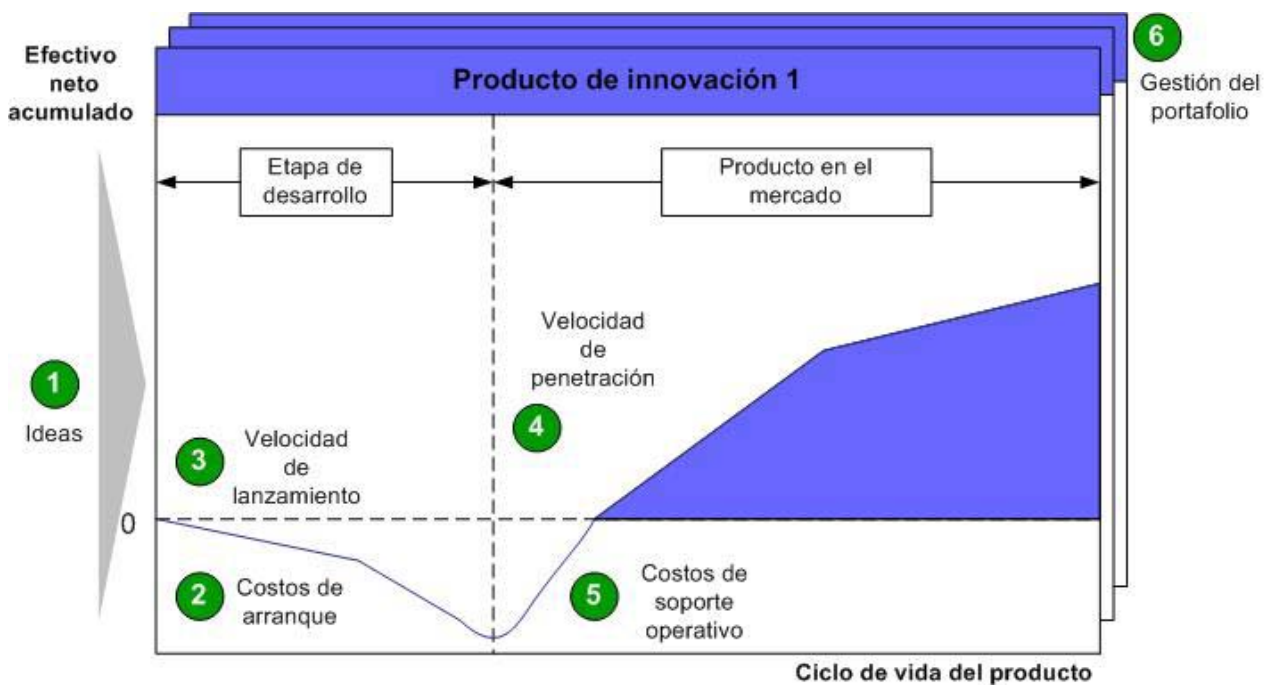 Efectivo
neto
acumulado
Producto de innovación 1
6
Gestión del
portafolio
Etapa de
desarrollo
Producto en el
mercado
1
Ideas
3
Velocidad
de
lanzamiento
4
Velocidad
de
penetración
0
2
Costos de
arranque
5
Costos de
soporte
operativo
Ciclo de vida del producto